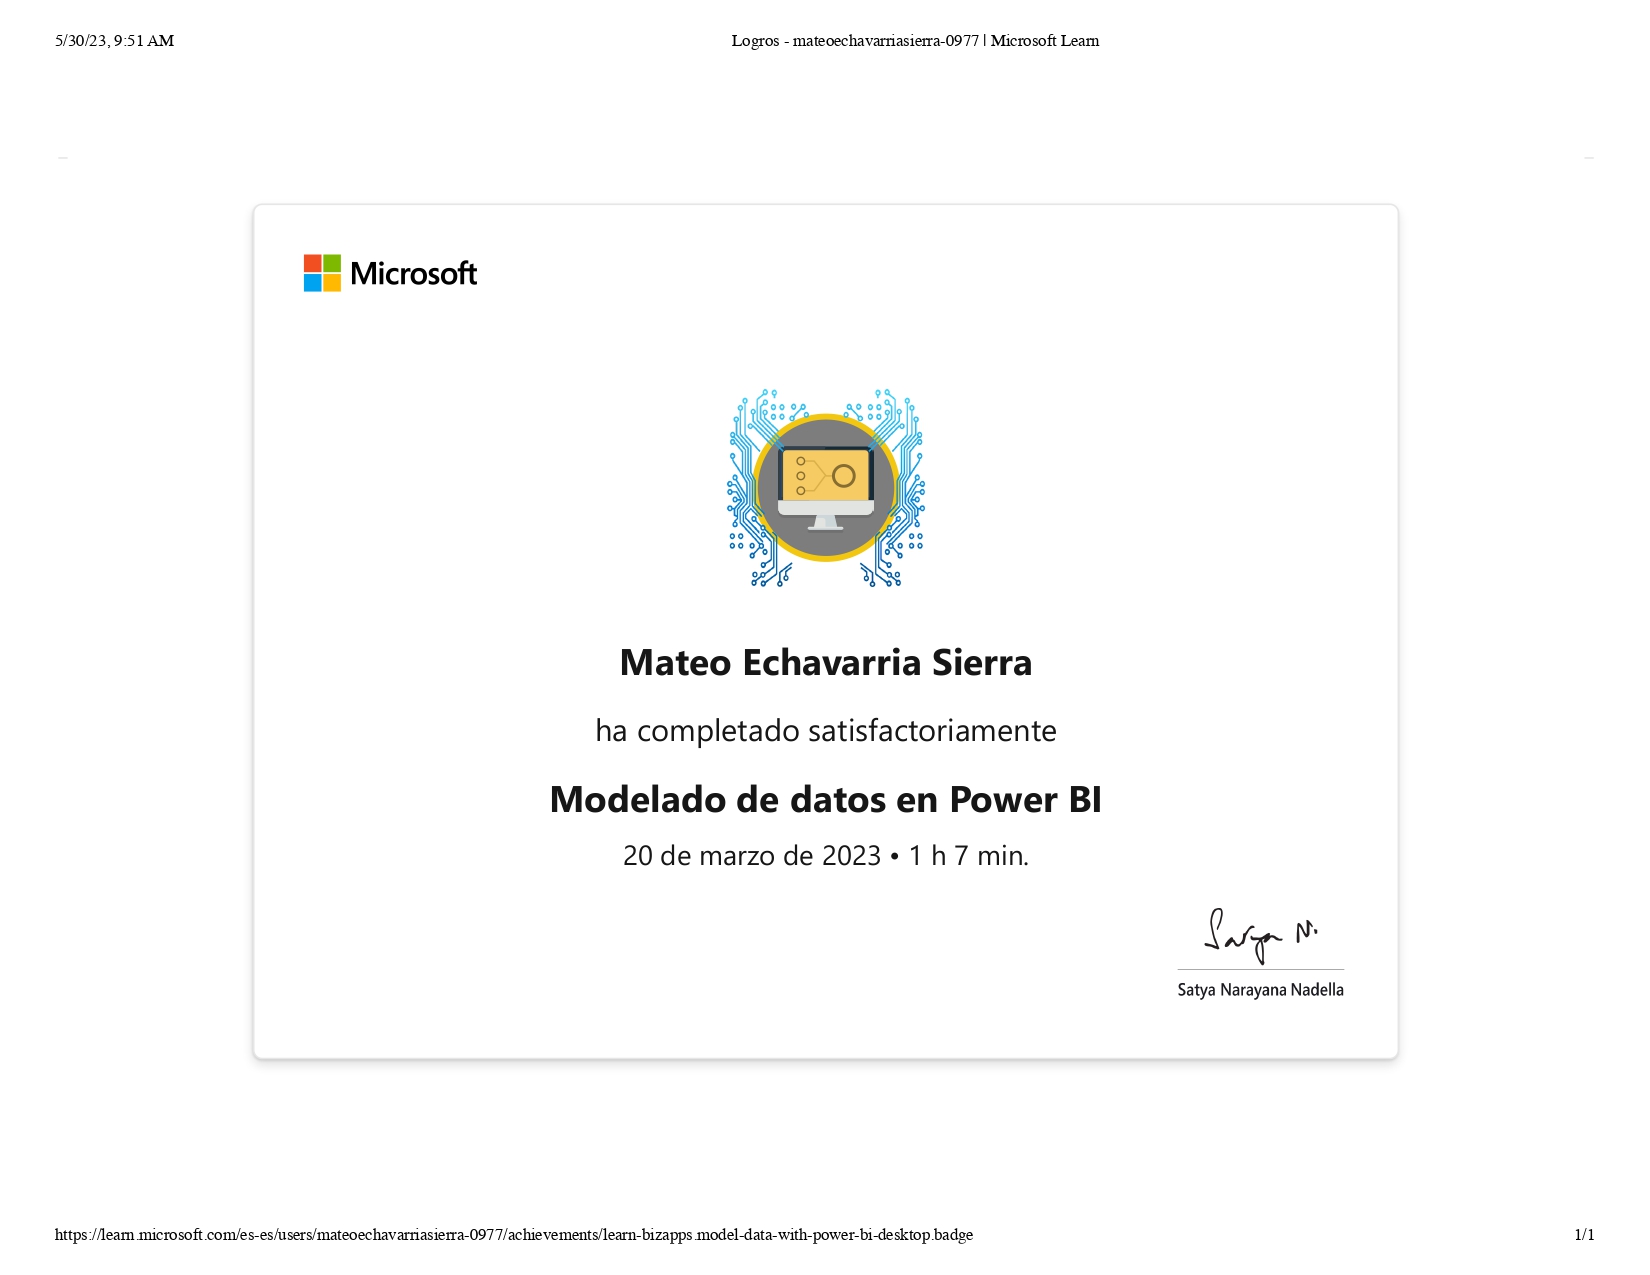 5/30/23, 9:51 AM
Logros - mateoechavarriasierra-0977 | Microsoft Learn
Microsoft
Mateo Echavarria Sierra
ha completado satisfactoriamente
Modelado de datos en Power BI
20 de marzo de 2023 • 1 h 7 min.
Satya N.
Satya Narayana Nadella
https://learn.microsoft.com/es-es/users/mateoechavarriasierra-0977/achievements/learn-bizapps.model-data-with-power-bi-desktop.badge
1/1